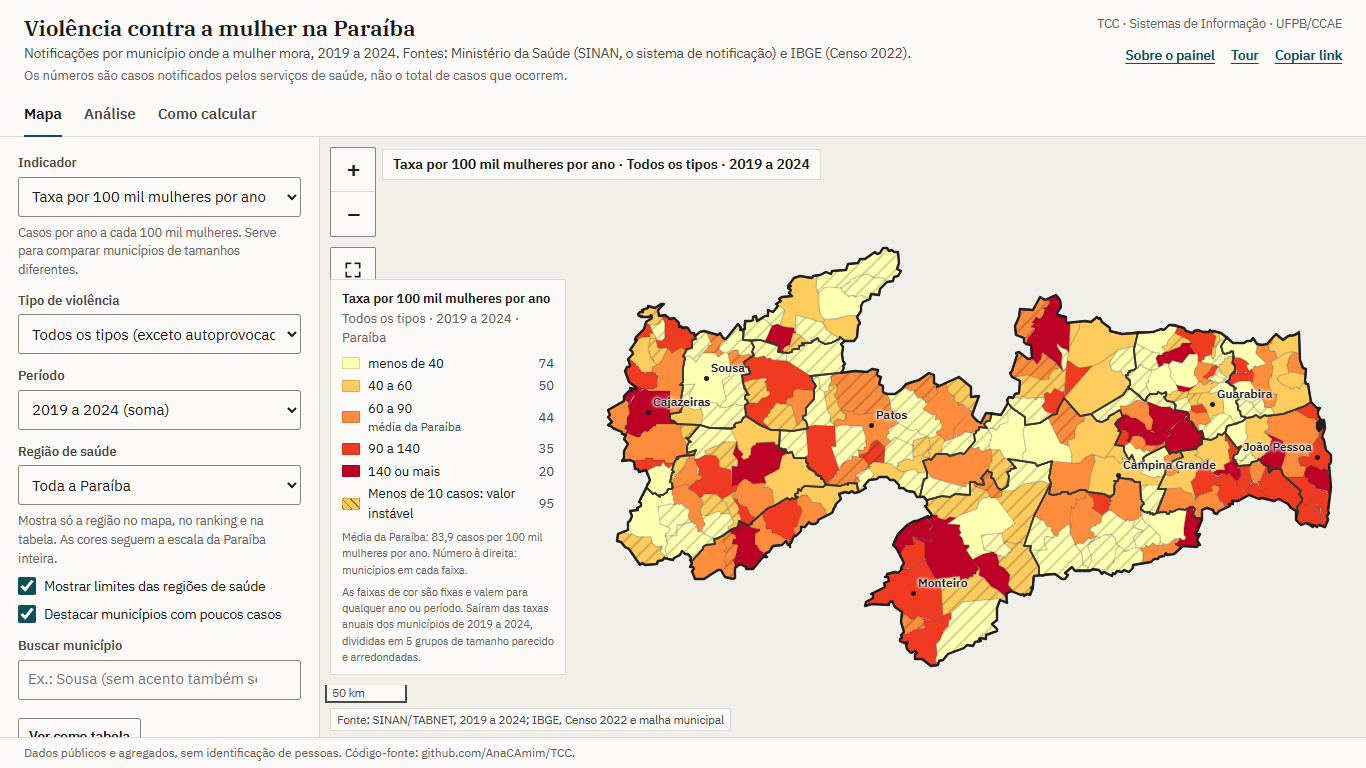 Violência contra a mulher na Paraíba
Notificações por município onde a mulher mora, 2019 a 2024. Fontes: Ministério da Saúde (SINAN, o sistema de notificação) e IBGE (Censo 2022).
Os números são casos notificados pelos serviços de saúde, não o total de casos que ocorrem.
TCC · Sistemas de Informação · UFPB/CCAE
Sobre o painel Tour Copiar link
Mapa Análise Como calcular
Indicador
Taxa por 100 mil mulheres por ano
Casos por ano a cada 100 mil mulheres. Serve
para comparar municípios de tamanhos
diferentes.
Tipo de violência
Todos os tipos (exceto autoprovocac
Período
2019 a 2024 (soma)
Região de saúde
Toda a Paraíba
Mostra só a região no mapa, no ranking e na
tabela. As cores seguem a escala da Paraíba
inteira.
Mostrar limites das regiões de saúde
Destacar municípios com poucos casos
Buscar município
Ex.: Sousa (sem acento também se
Ver como tabela
+
−
Taxa por 100 mil mulheres por ano · Todos os tipos · 2019 a 2024
Taxa por 100 mil mulheres por ano
Todos os tipos · 2019 a 2024 ·
Paraíba
menos de 40 74
40 a 60 50
60 a 90 44
média da Paraíba
90 a 140 35
140 ou mais 20
Menos de 10 casos: valor
instável 95
Média da Paraíba: 83,9 casos por 100 mil
mulheres por ano. Número à direita:
municípios em cada faixa.
As faixas de cor são fixas e valem para
qualquer ano ou período. Saíram das taxas
anuais dos municípios de 2019 a 2024,
divididas em 5 grupos de tamanho parecido
e arredondadas.
Sousa
Cajazeiras
Patos
Guarabira
João Pessoa
Campina Grande
Monteiro
50 km
Fonte: SINAN/TABNET, 2019 a 2024; IBGE, Censo 2022 e malha municipal
Dados públicos e agregados, sem identificação de pessoas. Código-fonte: github.com/AnaCAmim/TCC.